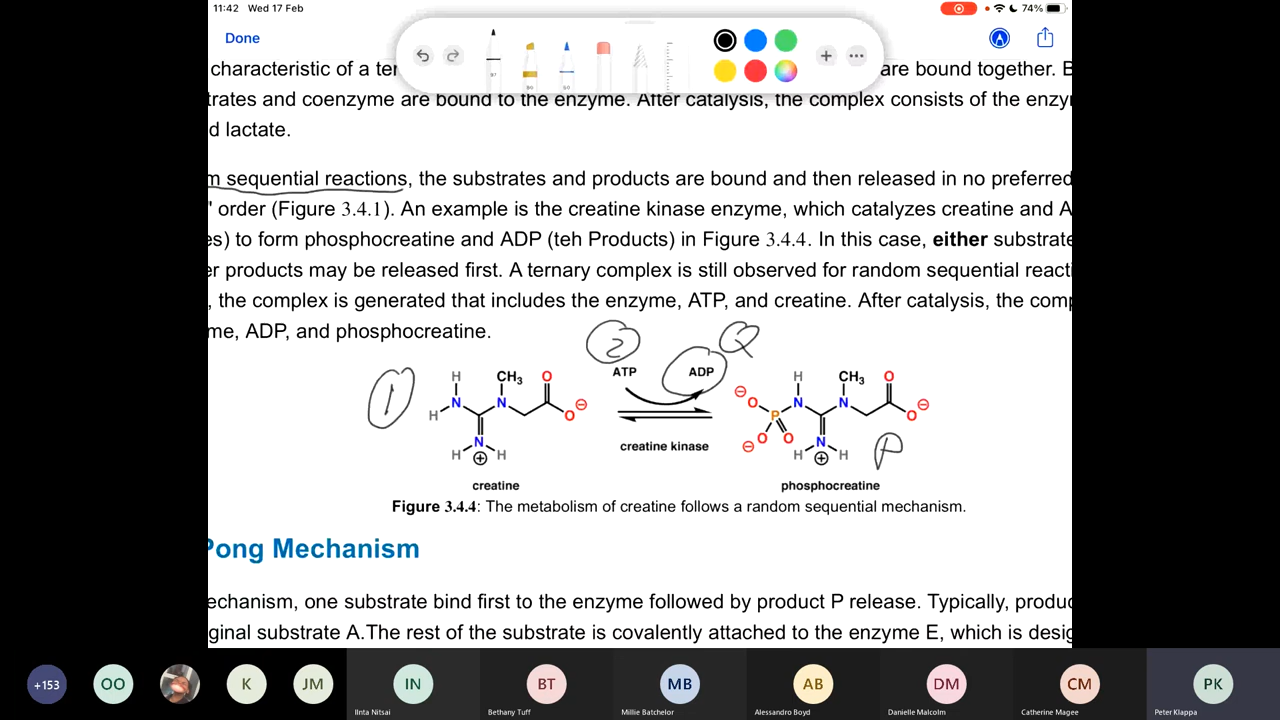 11:42 Wed 17 Feb
74%
Done
characteristic of a ter are bound together. B
trates and coenzyme are bound to the enzyme. After catalysis, the complex consists of the enzy
d lactate.
m sequential reactions, the substrates and products are bound and then released in no preferred
" order (Figure 3.4.1). An example is the creatine kinase enzyme, which catalyzes creatine and A
es) to form phosphocreatine and ADP (teh Products) in Figure 3.4.4. In this case, either substrate
er products may be released first. A ternary complex is still observed for random sequential reacti
, the complex is generated that includes the enzyme, ATP, and creatine. After catalysis, the comp
me, ADP, and phosphocreatine.
2 Q
1 H CH3 O ATP ADP H CH3 O
H N N O O N N O
P
N O O N P
H H creatine kinase H H
creatine phosphocreatine
Figure 3.4.4: The metabolism of creatine follows a random sequential mechanism.
Pong Mechanism
echanism, one substrate bind first to the enzyme followed by product P release. Typically, produc
ginal substrate A.The rest of the substrate is covalently attached to the enzyme E, which is desig
+153 OO K JM IN BT MB AB DM CM PK
Ilnta Nitsai Bethany Tuff Millie Batchelor Alessandro Boyd Danielle Malcolm Catherine Magee Peter Klappa